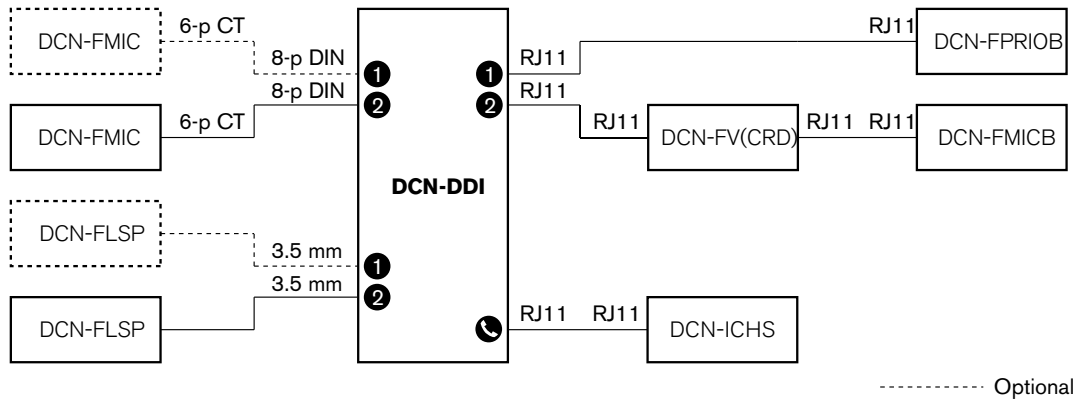 DCN-FMIC
6-p CT
8-p DIN
1
DCN-FMIC
6-p CT
8-p DIN
2
DCN-FLSP
3.5 mm
1
DCN-FLSP
3.5 mm
2
DCN-DDI
1
RJ11
RJ11
DCN-FPRIOB
2
RJ11
RJ11
DCN-FV(CRD)
RJ11
RJ11
DCN-FMICB
RJ11
RJ11
DCN-ICHS
Optional